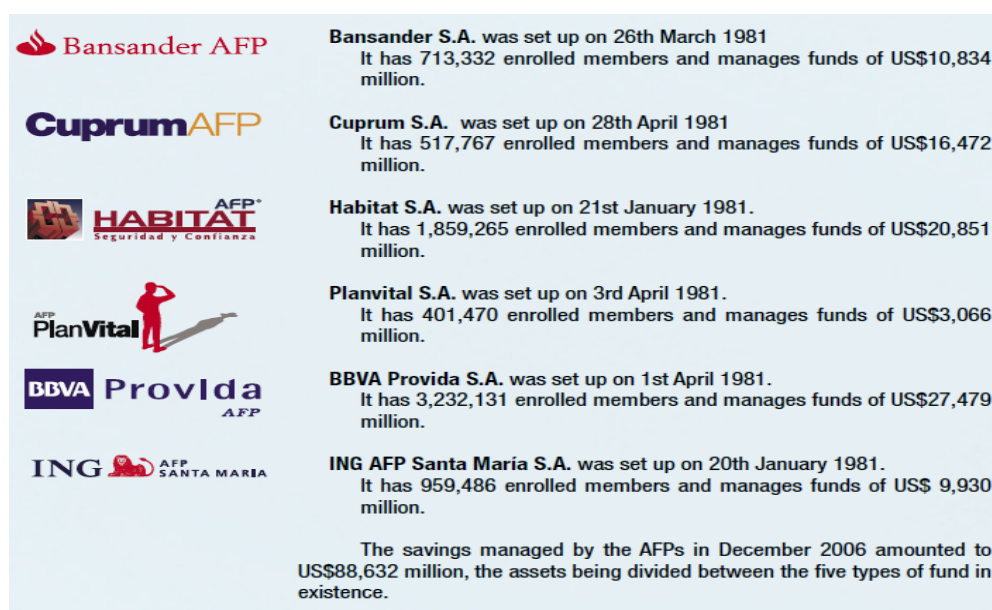 Bansander AFP
Bansander S.A. was set up on 26th March 1981
It has 713,332 enrolled members and manages funds of US$10,834
million.
CuprumAFP
Cuprum S.A. was set up on 28th April 1981
It has 517,767 enrolled members and manages funds of US$16,472
million.
AFP
HABITAT
Seguridad y Confianza
Habitat S.A. was set up on 21st January 1981.
It has 1,859,265 enrolled members and manages funds of US$20,851
million.
AFP
PlanVital
Planvital S.A. was set up on 3rd April 1981.
It has 401,470 enrolled members and manages funds of US$3,066
million.
BBVA ProvIda
AFP
BBVA Provida S.A. was set up on 1st April 1981.
It has 3,232,131 enrolled members and manages funds of US$27,479
million.
ING AFP
SANTA MARIA
ING AFP Santa María S.A. was set up on 20th January 1981.
It has 959,486 enrolled members and manages funds of US$ 9,930
million.
The savings managed by the AFPs in December 2006 amounted to
US$88,632 million, the assets being divided between the five types of fund in
existence.